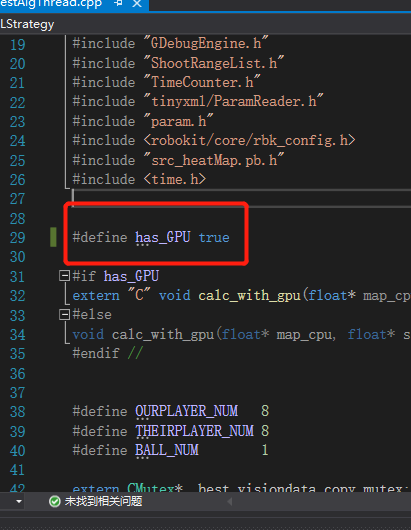 estAlgThread.cpp
LStrategy
19 #include "GDebugEngine.h"
20 #include "ShootRangeList.h"
21 #include "TimeCounter.h"
22 #include "tinyxml/ParamReader.h"
23 #include "param.h"
24 #include <robokit/core/rbk_config.h>
25 #include "src_heatMap.pb.h"
26 #include <time.h>
27
28
29 #define has_GPU true
30
31 #if has_GPU
32 extern "C" void calc_with_gpu(float* map_cp
33 #else
34 void calc_with_gpu(float* map_cpu, float* s
35 #endif //
36
37
38 #define OURPLAYER_NUM 8
39 #define THEIRPLAYER_NUM 8
40 #define BALL_NUM 1
41
42 extern CMutex* _best_visiondata_copy_mutex;
未找到相关问题